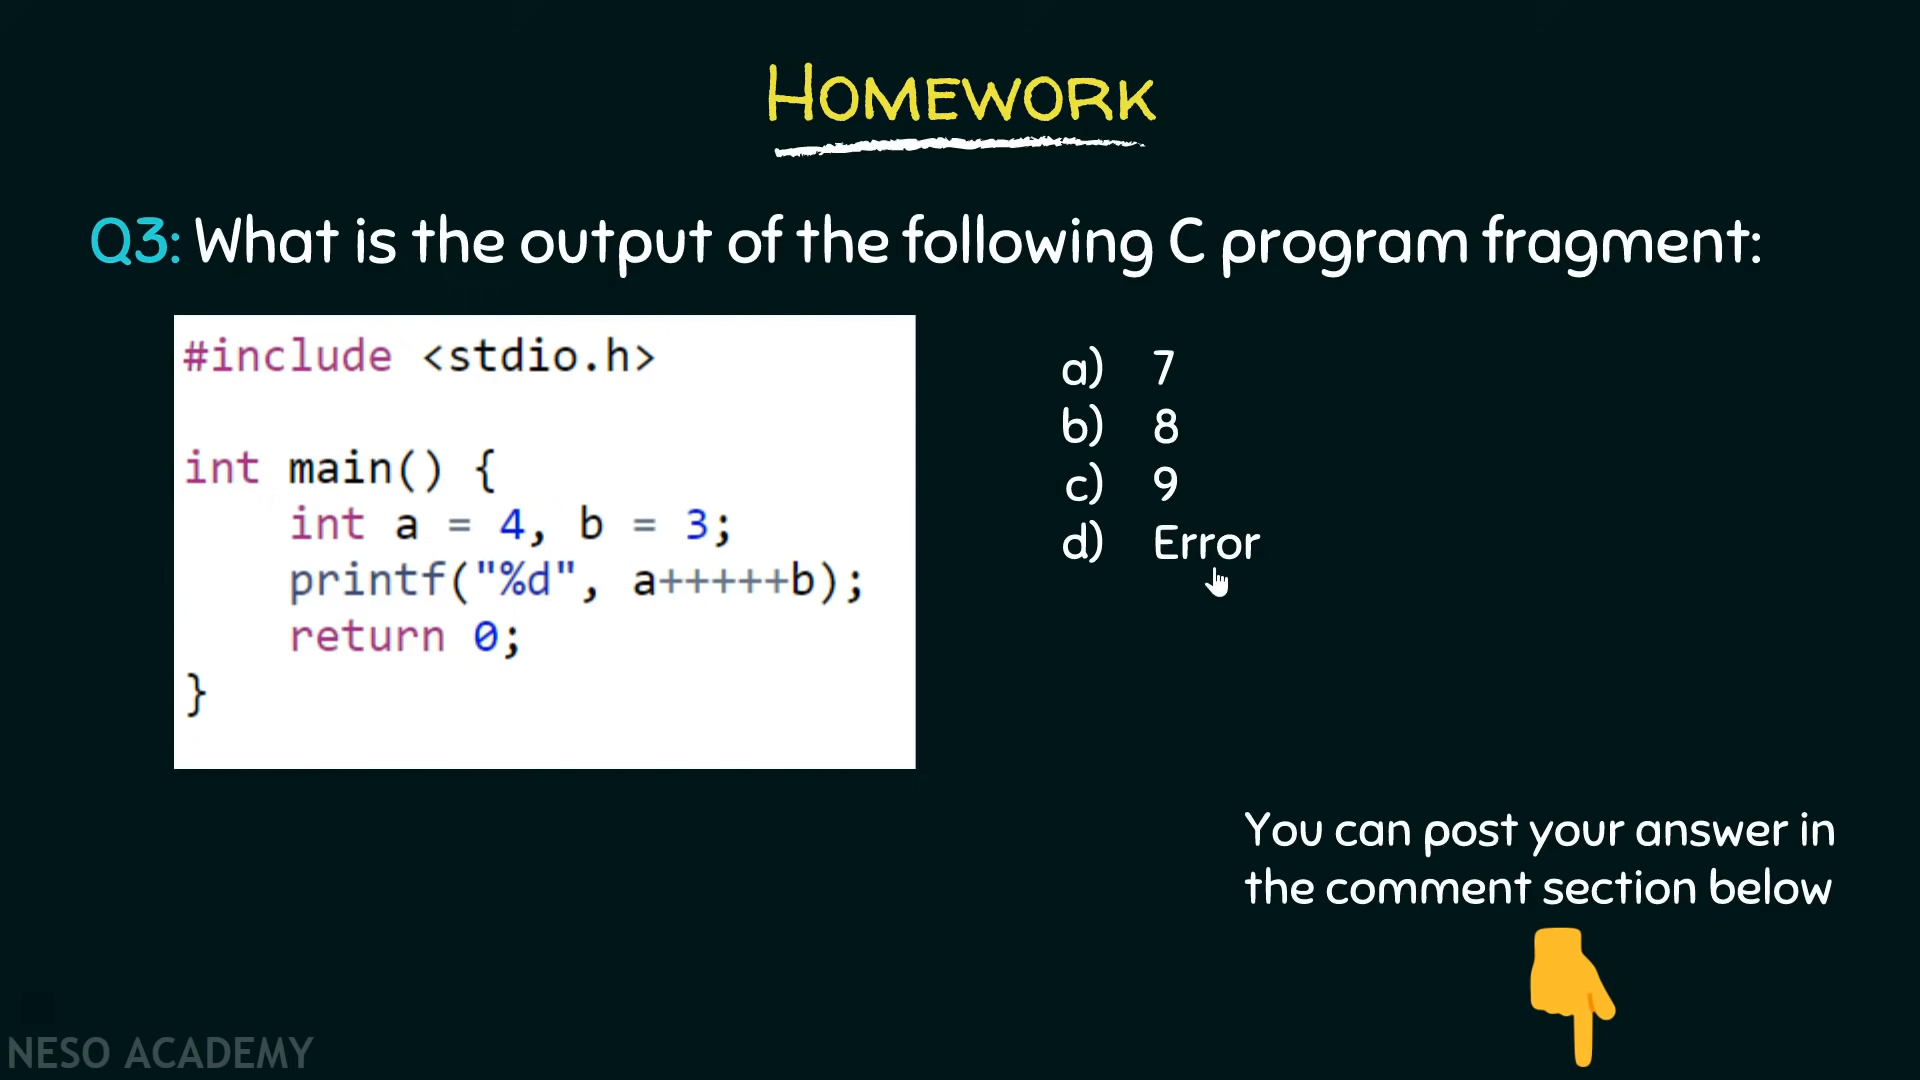 HOMEWORK
Q3: What is the output of the following C program fragment:
#include <stdio.h>
int main() {
    int a = 4, b = 3;
    printf("%d", a+++++b);
    return 0;
}
a) 7
b) 8
c) 9
d) Error
You can post your answer in
the comment section below
NESO ACADEMY